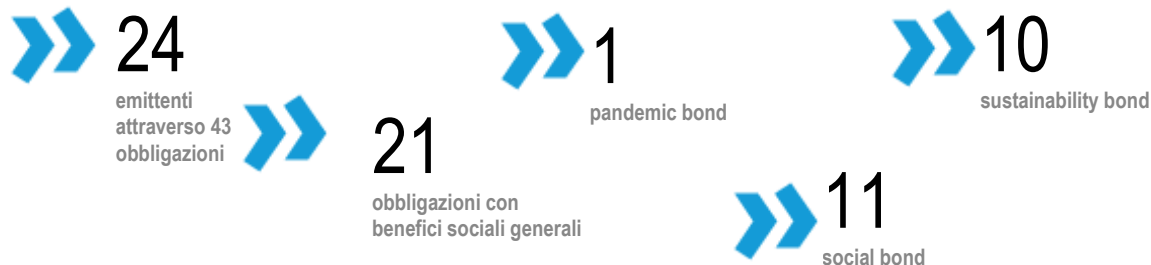 24
emittenti
attraverso 43
obbligazioni
21
obbligazioni con
benefici sociali generali
1
pandemic bond
11
social bond
10
sustainability bond